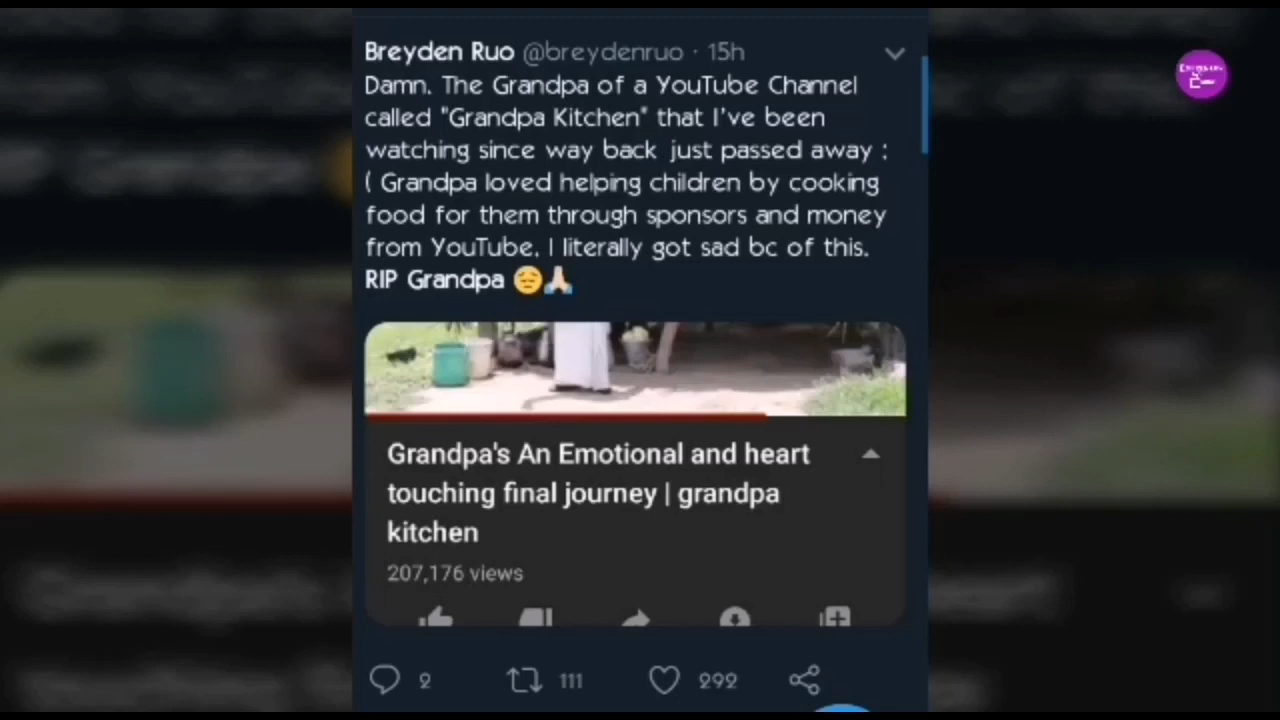 Breyden Ruo @breydenruo · 15h
Damn. The Grandpa of a YouTube Channel
called "Grandpa Kitchen" that I've been
watching since way back just passed away :
( Grandpa loved helping children by cooking
food for them through sponsors and money
from YouTube. I literally got sad bc of this.
RIP Grandpa 😔🙏🏻
Grandpa's An Emotional and heart
touching final journey | grandpa
kitchen
207,176 views
2 111 292